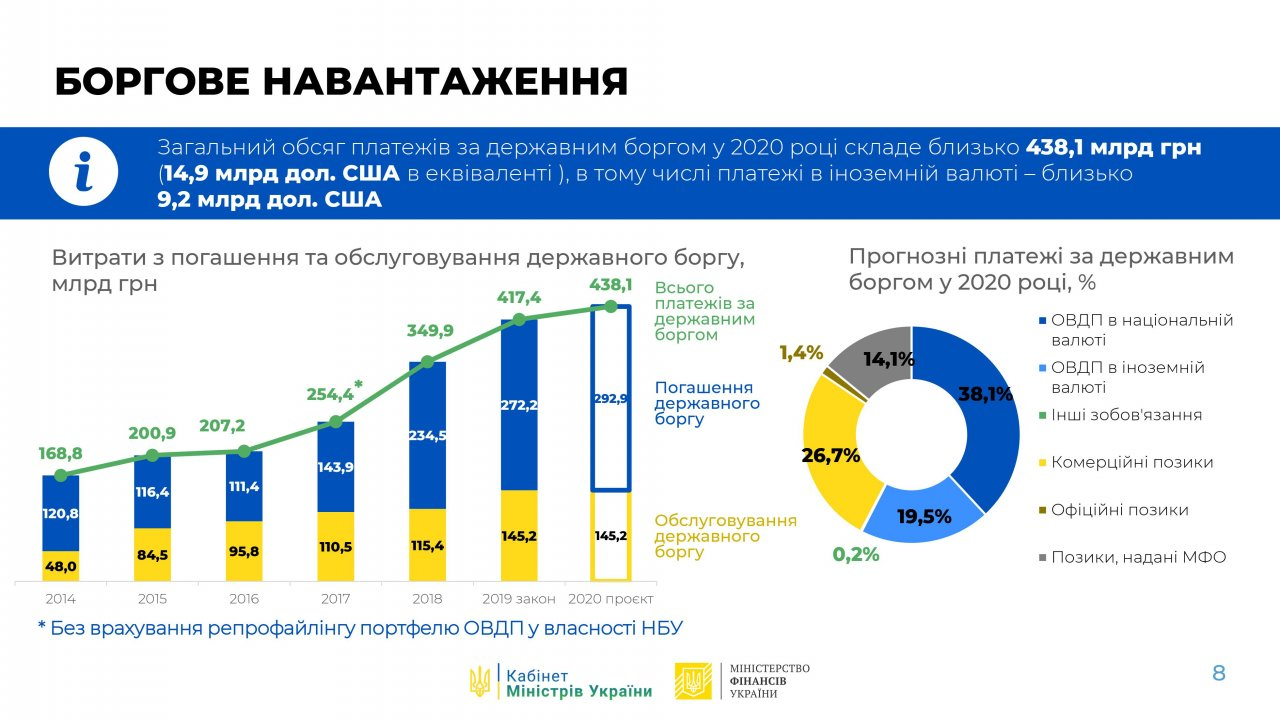 БОРГОВЕ НАВАНТАЖЕННЯ
i
Загальний обсяг платежів за державним боргом у 2020 році складе близько 438,1 млрд грн
(14,9 млрд дол. США в еквіваленті ), в тому числі платежі в іноземній валюті – близько
9,2 млрд дол. США
Витрати з погашення та обслуговування державного боргу,
млрд грн
168,8
200,9
207,2
254,4*
349,9
417,4
438,1
120,8
116,4
111,4
143,9
234,5
272,2
292,9
48,0
84,5
95,8
110,5
115,4
145,2
145,2
2014
2015
2016
2017
2018
2019 закон
2020 проєкт
Всього
платежів за
державним
боргом
Погашення
державного
боргу
Обслуговування
державного
боргу
* Без врахування репрофайлінгу портфелю ОВДП у власності НБУ
Прогнозні платежі за державним
боргом у 2020 році, %
1,4%
14,1%
38,1%
26,7%
19,5%
0,2%
ОВДП в національній
валюті
ОВДП в іноземній
валюті
Інші зобов'язання
Комерційні позики
Офіційні позики
Позики, надані МФО
Кабінет
Міністрів України
МІНІСТЕРСТВО
ФІНАНСІВ
УКРАЇНИ
8